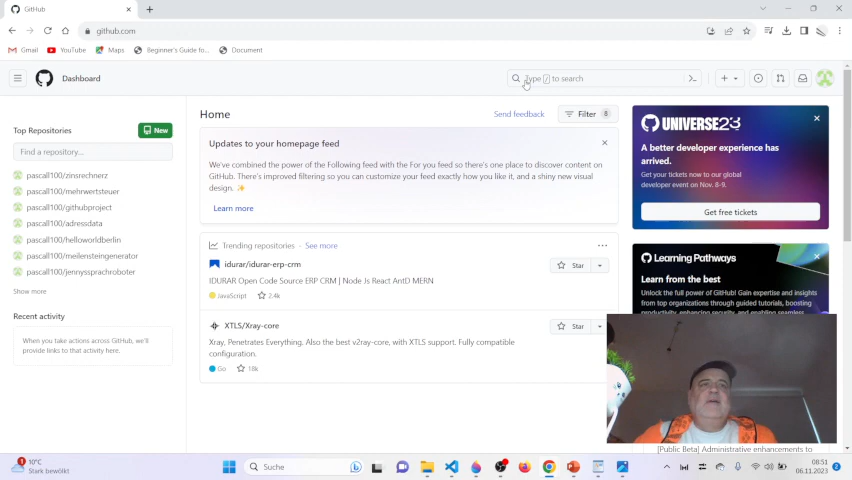 GitHub
github.com
Gmail
YouTube
Maps
Beginner's Guide fo...
Document
Dashboard
Type / to search
Top Repositories
New
Find a repository...
pascall100/zinsrechnerz
pascall100/mehrwertsteuer
pascall100/githubproject
pascall100/adressdata
pascall100/helloworldberlin
pascall100/meilensteingenerator
pascall100/jennyssprachroboter
Show more
Recent activity
When you take actions across GitHub, we'll
provide links to that activity here.
Home
Send feedback
Filter 8
Updates to your homepage feed
We've combined the power of the Following feed with the For you feed so there's one place to discover content on
GitHub. There's improved filtering so you can customize your feed exactly how you like it, and a shiny new visual
design. ✨
Learn more
Trending repositories · See more
idurar/idurar-erp-crm
Star
IDURAR Open Code Source ERP CRM | Node Js React AntD MERN
JavaScript
2.4k
XTLS/Xray-core
Star
Xray, Penetrates Everything. Also the best v2ray-core, with XTLS support. Fully compatible
configuration.
Go
18k
UNIVERSE23
A better developer experience has
arrived.
Get your tickets now to our global
developer event on Nov. 8-9.
Get free tickets
Learning Pathways
Learn from the best
Unlock the full power of GitHub! Gain expertise and insights
from top organizations through guided tutorials, boosting
productivity, enhancing security, and enabling seamless
[Public Beta] Administrative enhancements to
1
10°C
Stark bewölkt
Suche
08:51
06.11.2023
2